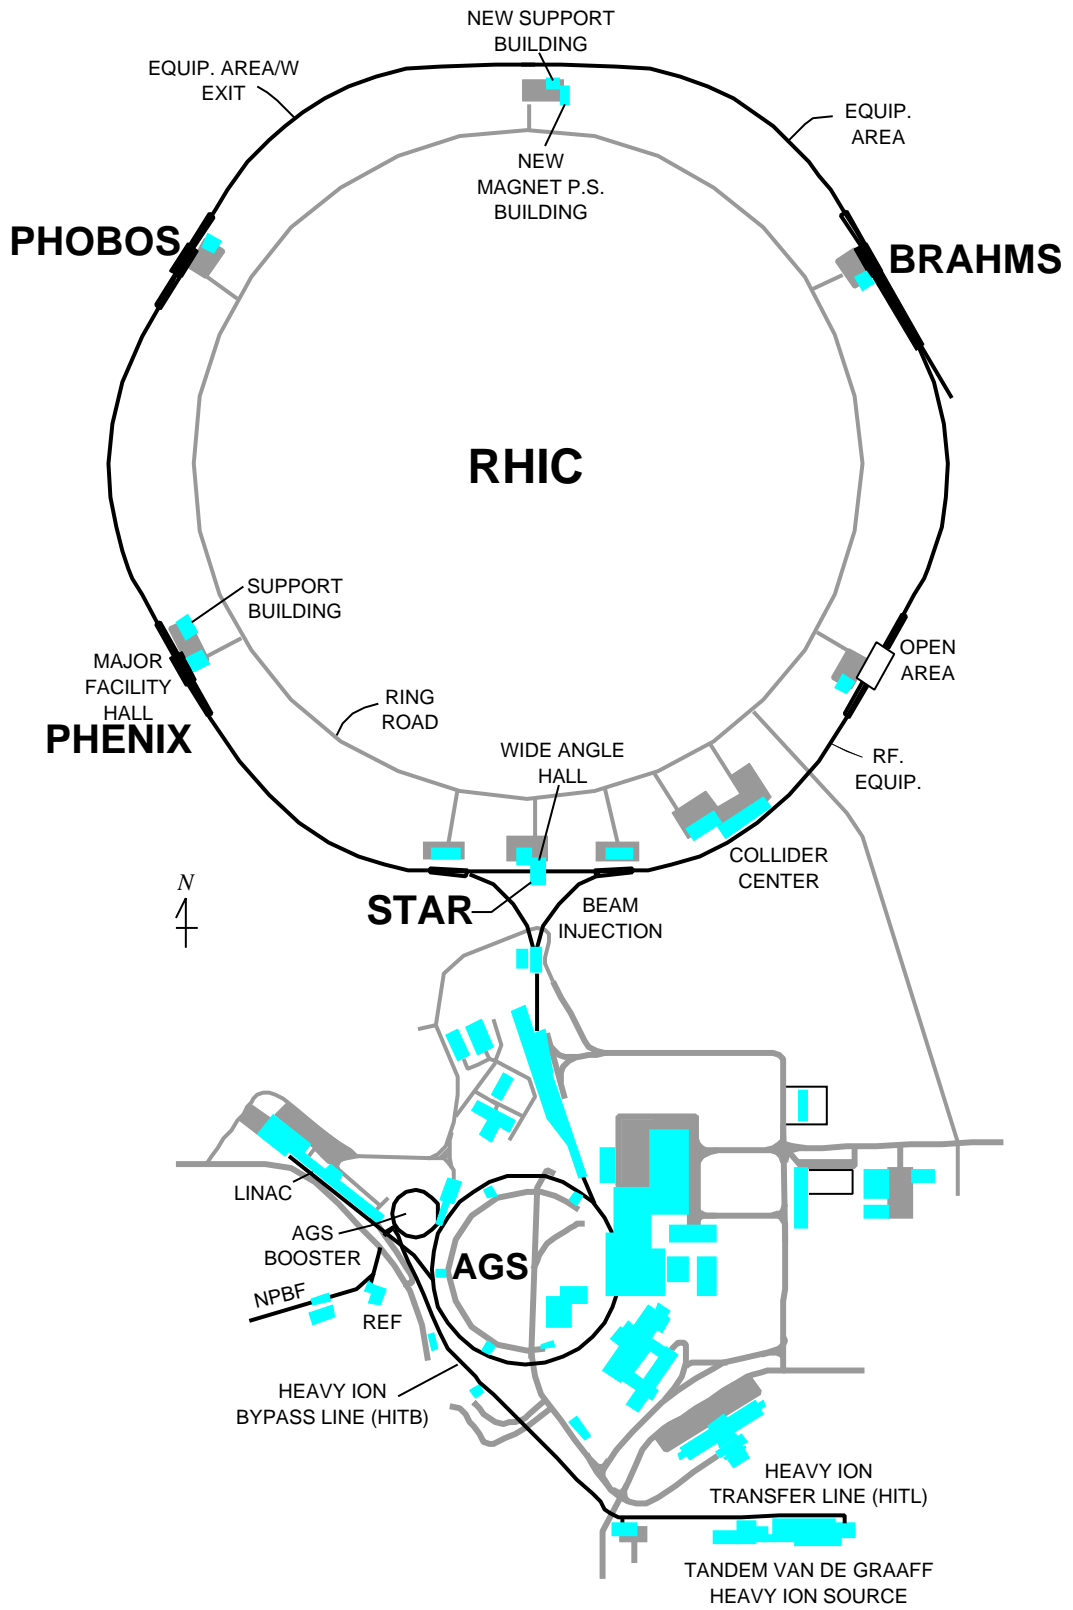 NEW SUPPORT
BUILDING
EQUIP. AREA/W
EXIT
EQUIP.
AREA
NEW
MAGNET P.S.
BUILDING
PHOBOS
BRAHMS
RHIC
SUPPORT
BUILDING
MAJOR
FACILITY
HALL
PHENIX
OPEN
AREA
RING
ROAD
WIDE ANGLE
HALL
RF.
EQUIP.
COLLIDER
CENTER
N
STAR
BEAM
INJECTION
LINAC
AGS
BOOSTER
AGS
NPBF
REF
HEAVY ION
BYPASS LINE (HITB)
HEAVY ION
TRANSFER LINE (HITL)
TANDEM VAN DE GRAAFF
HEAVY ION SOURCE